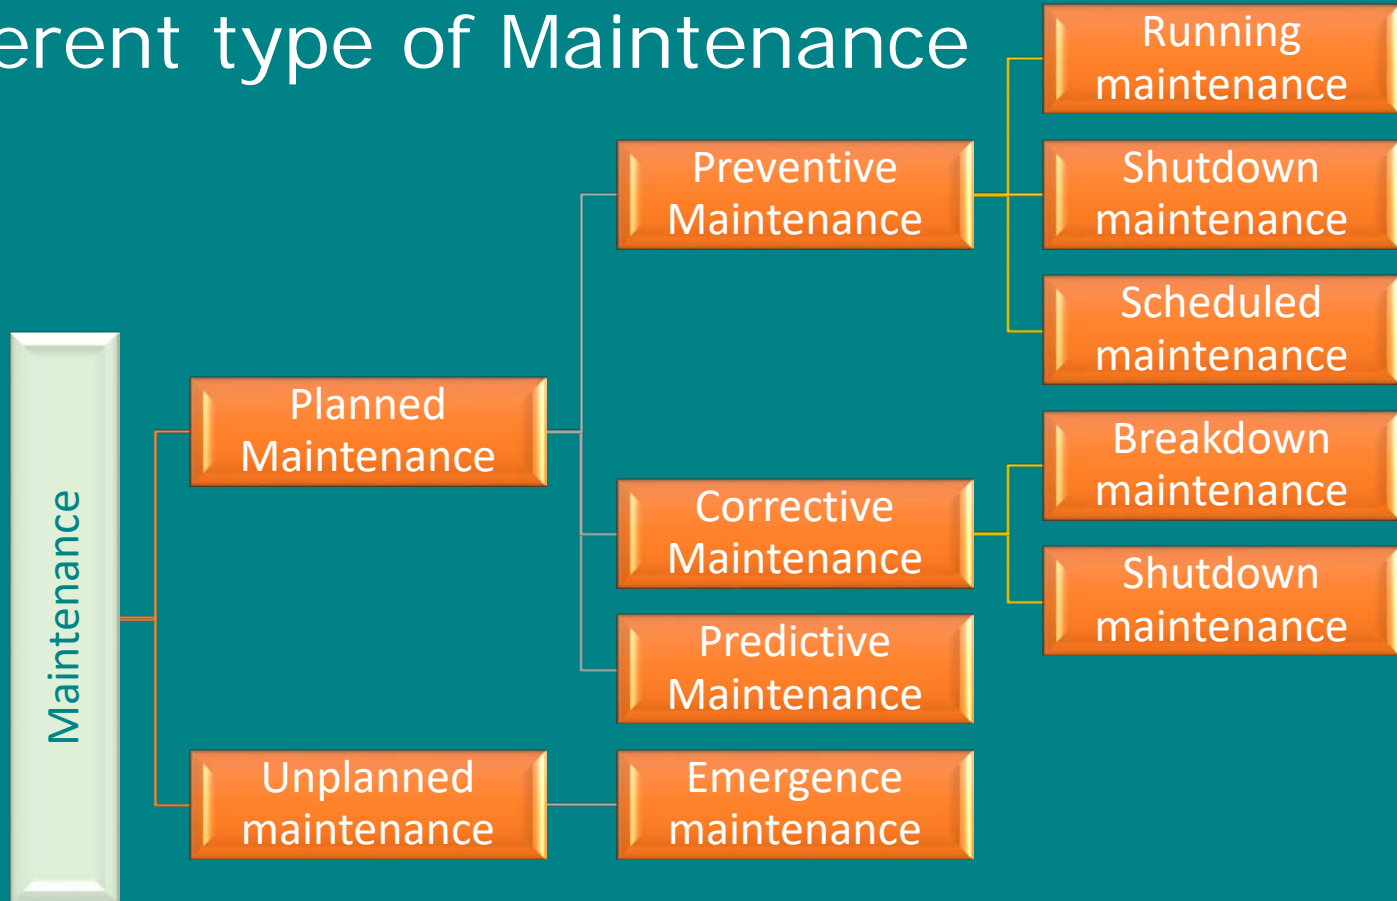 erent type of Maintenance
Running
maintenance
Preventive
Maintenance
Shutdown
maintenance
Scheduled
maintenance
Planned
Maintenance
Breakdown
maintenance
Corrective
Maintenance
Shutdown
maintenance
Maintenance
Predictive
Maintenance
Unplanned
maintenance
Emergence
maintenance